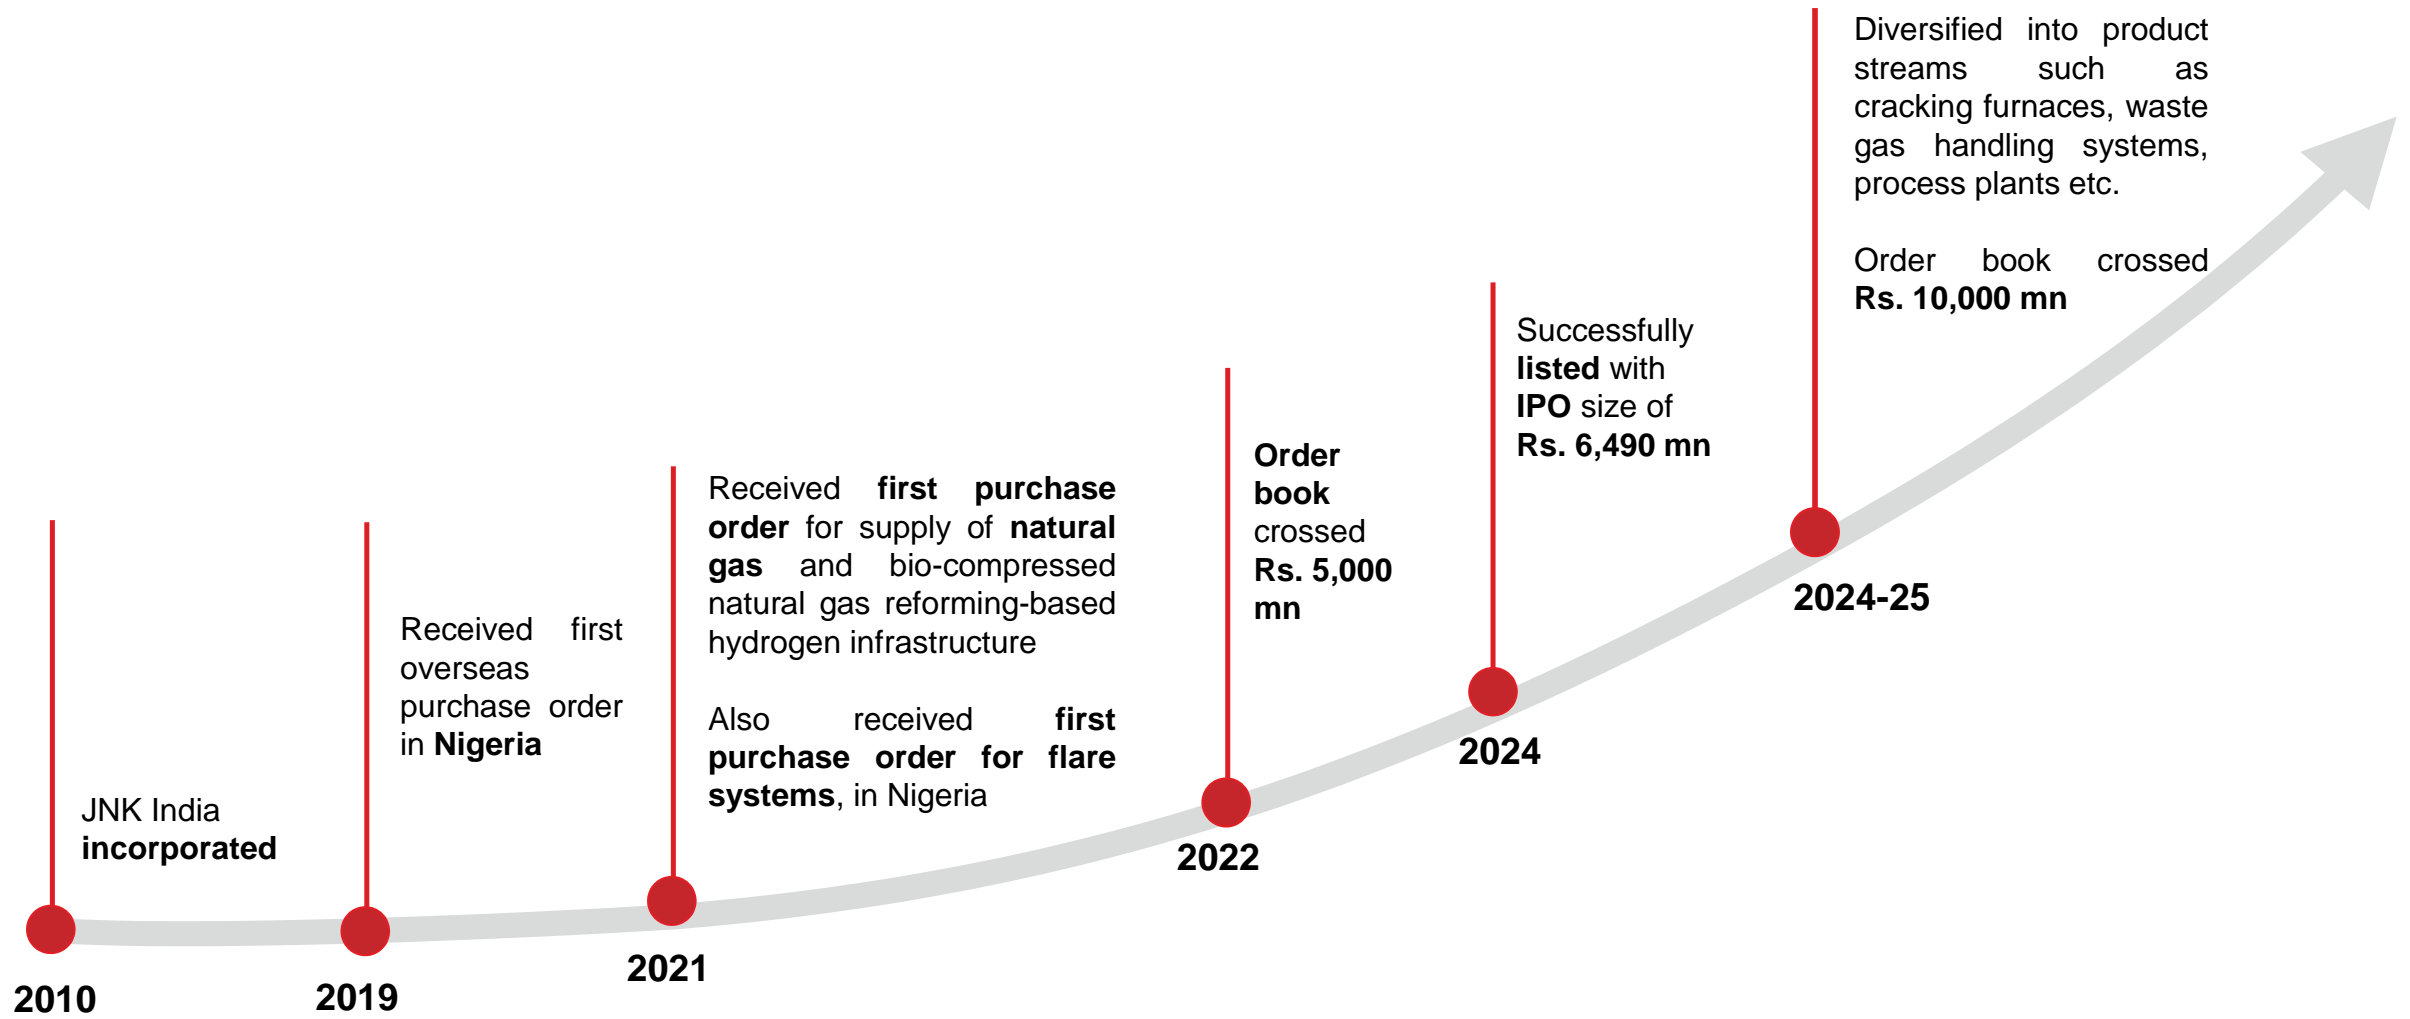 JNK India
incorporated
2010
Received first
overseas
purchase order
in Nigeria
2019
Received first purchase
order for supply of natural
gas and bio-compressed
natural gas reforming-based
hydrogen infrastructure
Also received first
purchase order for flare
systems, in Nigeria
2021
Order
book
crossed
Rs. 5,000
mn
2022
Successfully
listed with
IPO size of
Rs. 6,490 mn
2024
Diversified into product
streams such as
cracking furnaces, waste
gas handling systems,
process plants etc.
Order book crossed
Rs. 10,000 mn
2024-25